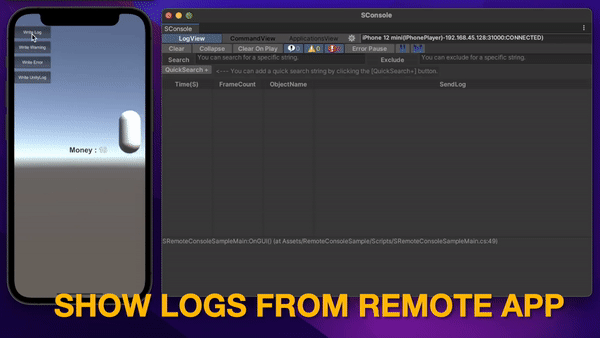 Write Log
Write Warning
Write Error
Write UnityLog
Money :
SConsole
SConsole
LogView
CommandView
ApplicationsView
iPhone 12 mini(iPhonePlayer)-192.168.45.128:31000:CONNECTED)
Clear
Collapse
Clear On Play
0
0
Error Pause
Search
You can search for a specific string.
Exclude
You can exclude for a specific string.
QuickSearch +
<--- You can add a quick search string by clicking the [QuickSearch+] button.
Time(S)
FrameCount
ObjectName
SendLog
SRemoteConsoleSampleMain:OnGUI() (at Assets/RemoteConsoleSample/Scripts/SRemoteConsoleSampleMain.cs:49)
SHOW LOGS FROM REMOTE APP